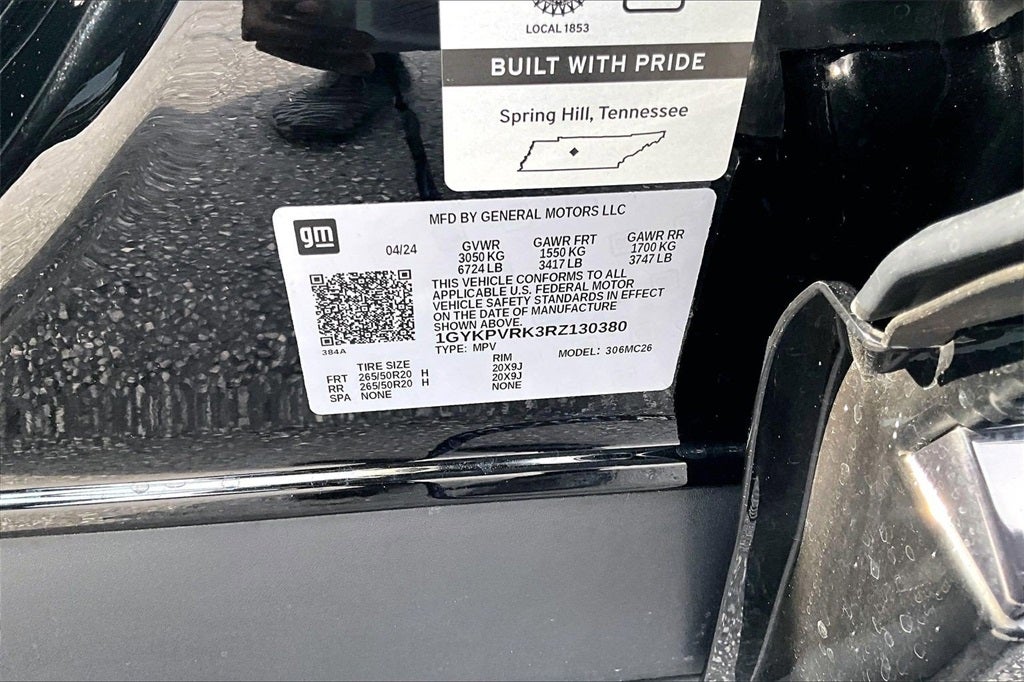 LOCAL 1853
BUILT WITH PRIDE
Spring Hill, Tennessee
gm
MFD BY GENERAL MOTORS LLC
04/24
GVWR GAWR FRT GAWR RR
3050 KG 1550 KG 1700 KG
6724 LB 3417 LB 3747 LB
THIS VEHICLE CONFORMS TO ALL
APPLICABLE U.S. FEDERAL MOTOR
VEHICLE SAFETY STANDARDS IN EFFECT
ON THE DATE OF MANUFACTURE
SHOWN ABOVE
384A
1GYKPVRK3RZ130380
TYPE: MPV MODEL: 306MC26
TIRE SIZE RIM
FRT 265/50R20 H 20X9J
RR 265/50R20 H 20X9J
SPA NONE NONE